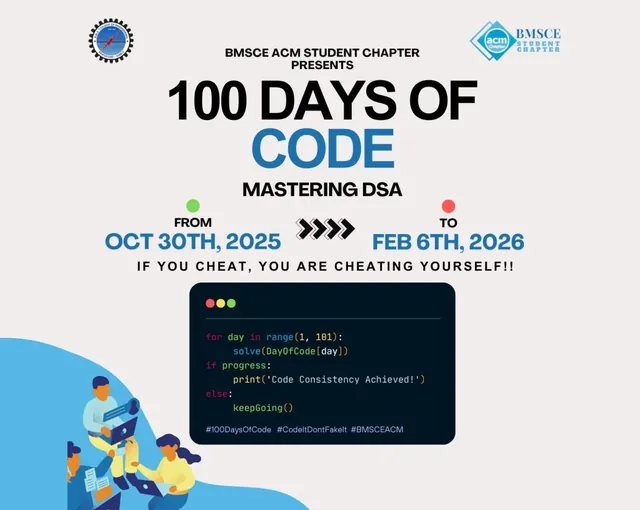 acm
BMSCE
STUDENT
CHAPTER
BMSCE ACM STUDENT CHAPTER
PRESENTS
100 DAYS OF
CODE
MASTERING DSA
FROM
TO
OCT 30TH, 2025
FEB 6TH, 2026
IF YOU CHEAT, YOU ARE CHEATING YOURSELF!!
for day in range(1, 101):
solve(DayOfCode[day])
if progress:
print('Code Consistency Achieved!')
else:
keepGoing()
#100DaysOfCode #CodeItDontFakeIt #BMSCEACM